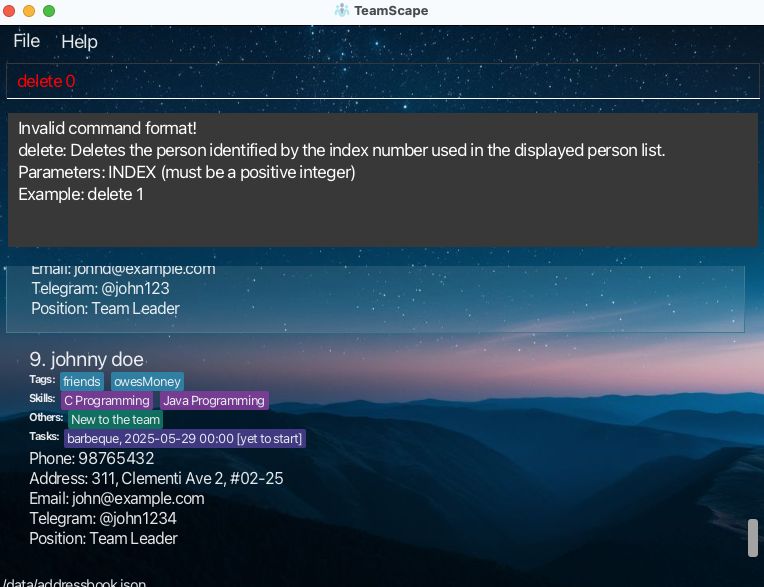 TeamScape
File Help
delete 0
Invalid command format!
delete: Deletes the person identified by the index number used in the displayed person list.
Parameters: INDEX (must be a positive integer)
Example: delete 1
Email: johnd@example.com
Telegram: @john123
Position: Team Leader
9. johnny doe
Tags: friends owesMoney
Skills: C Programming Java Programming
Others: New to the team
Tasks: barbeque, 2025-05-29 00:00 [yet to start]
Phone: 98765432
Address: 311, Clementi Ave 2, #02-25
Email: john@example.com
Telegram: @john1234
Position: Team Leader
/data/addressbook.json